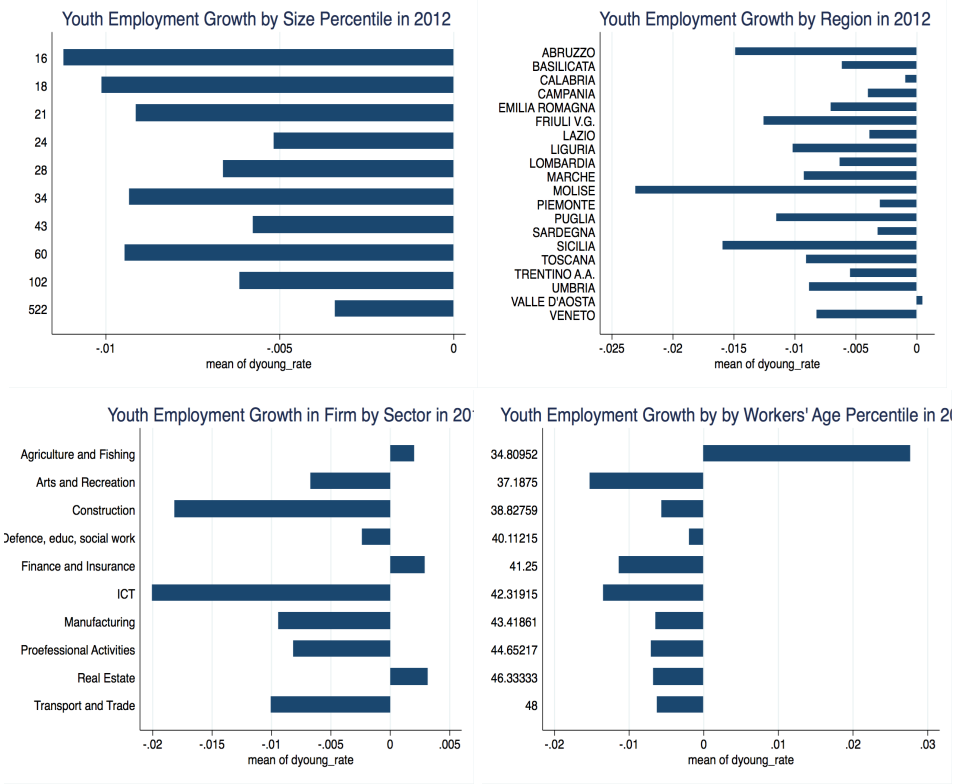 Youth Employment Growth by Size Percentile in 2012
16
18
21
24
28
34
43
60
102
522
-.01 -.005 0
mean of dyoung_rate
Youth Employment Growth by Region in 2012
ABRUZZO
BASILICATA
CALABRIA
CAMPANIA
EMILIA ROMAGNA
FRIULI V.G.
LAZIO
LIGURIA
LOMBARDIA
MARCHE
MOLISE
PIEMONTE
PUGLIA
SARDEGNA
SICILIA
TOSCANA
TRENTINO A.A.
UMBRIA
VALLE D'AOSTA
VENETO
-.025 -.02 -.015 -.01 -.005 0
mean of dyoung_rate
Youth Employment Growth in Firm by Sector in 201
Agriculture and Fishing
Arts and Recreation
Construction
Defence, educ, social work
Finance and Insurance
ICT
Manufacturing
Proefessional Activities
Real Estate
Transport and Trade
-.02 -.015 -.01 -.005 0 .005
mean of dyoung_rate
Youth Employment Growth by by Workers' Age Percentile in 20
34.80952
37.1875
38.82759
40.11215
41.25
42.31915
43.41861
44.65217
46.33333
48
-.02 -.01 0 .01 .02 .03
mean of dyoung_rate